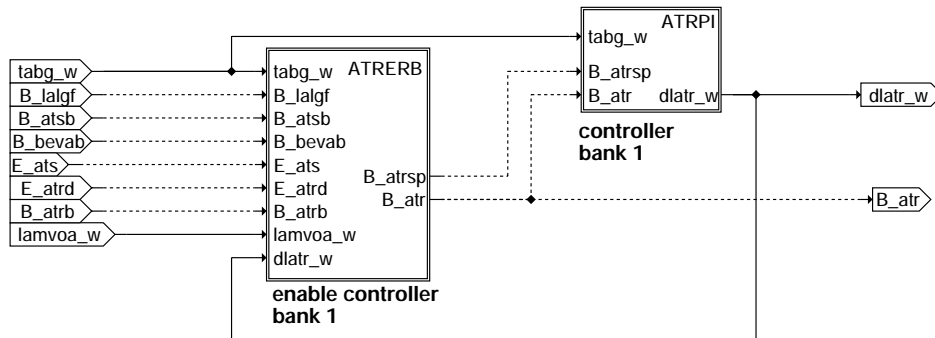 ATRPI
tabg_w
B_atrsp
B_atr dlatr_w
controller
bank 1
tabg_w
B_lalgf
B_atsb
B_bevab
E_ats
E_atrd
B_atrb
lamvoa_w
ATRERB
tabg_w
B_lalgf
B_atsb
B_bevab
E_ats
E_atrd
B_atrb
lamvoa_w
dlatr_w
B_atrsp
B_atr
enable controller
bank 1
dlatr_w
B_atr